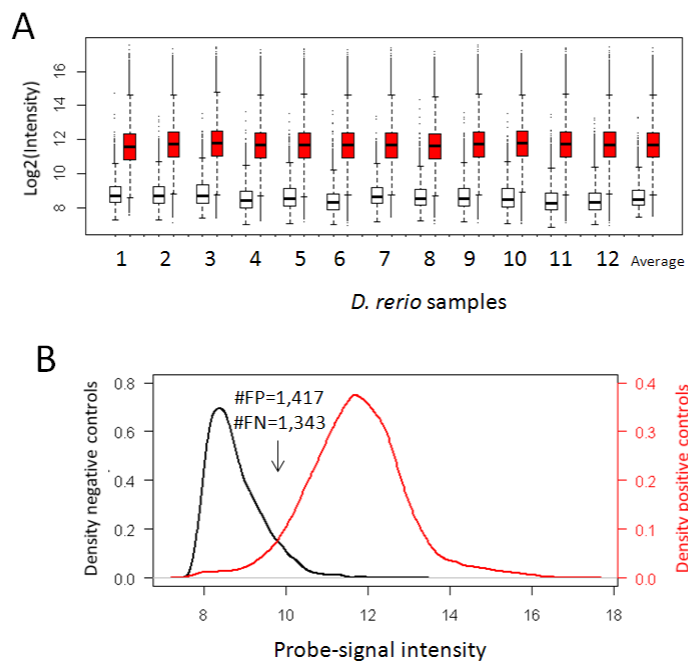 A
Log2(Intensity)
16
14
12
10
8
1 2 3 4 5 6 7 8 9 10 11 12 Average
D. rerio samples
B
#FP=1,417
#FN=1,343
Density negative controls
0.8
0.6
0.4
0.2
0.0
0.4
0.3
0.2
0.1
0.0
Density positive controls
8 10 12 14 16 18
Probe-signal intensity